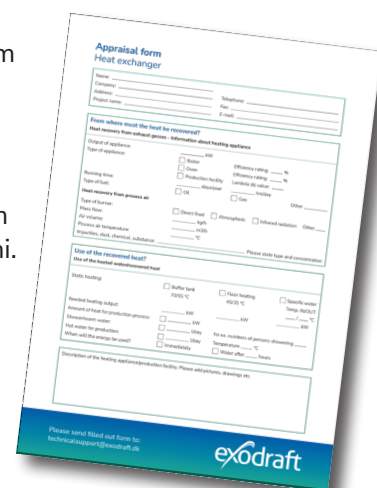 m
n
ni.
Appraisal form
Heat exchanger
Name:
Company:
Address:
Project name:
Telephone:
Fax:
E-mail:
From where must the heat be recovered?
Heat recovery from exhaust gesses - Information about heating appliance
Output of appliance: kW
Type of appliance: Boiler Efficiency rating: %
Oven Efficiency rating: %
Production facility Lambda (λ) value:
Running time: days/year hrs/day
Type of fuel: Oil Gas Other
Heat recovery from process air
Type of burner: Direct fired Atmospheric Infrared radiation Other
Mass flow: kg/h
Air volume: m3/h
Process air temperature: °C
Impurities; dust, chemical, substance: Please state type and concentration
Use of the recovered heat?
Use of the heated water/recovered heat
Static heating: Buffer tank Floor heating Specific water
70/55 °C 45/35 °C Temp. IN/OUT
/ °C
Needed heating output: kW kW kW
Amount of heat for production process: kW
Shower/room water: l/day For ex. numbers of persons showering
Hot water for production: l/day Temperature °C
When will the energy be used? Immediately Water after hours
Description of the heating appliance/production facility. Please add pictures, drawings etc.
Please send filled out form to:
technicalsupport@exodraft.dk
exodraft